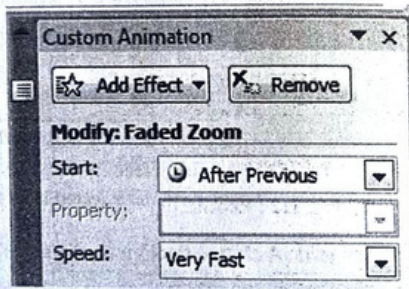 Custom Animation
Add Effect Remove
Modify: Faded Zoom
Start: After Previous
Property:
Speed: Very Fast